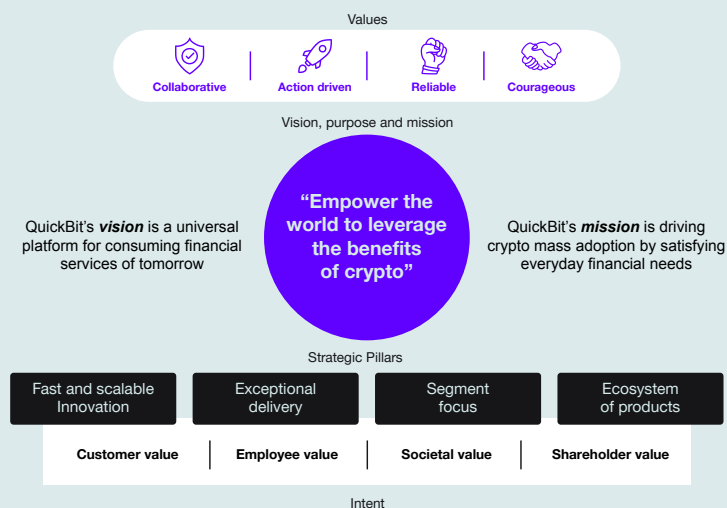 Values
Collaborative
Action driven
Reliable
Courageous
Vision, purpose and mission
QuickBit's vision is a universal
platform for consuming financial
services of tomorrow
“Empower the
world to leverage
the benefits
of crypto”
QuickBit's mission is driving
crypto mass adoption by satisfying
everyday financial needs
Strategic Pillars
Fast and scalable
Innovation
Exceptional
delivery
Segment
focus
Ecosystem
of products
Customer value
Employee value
Societal value
Shareholder value
Intent